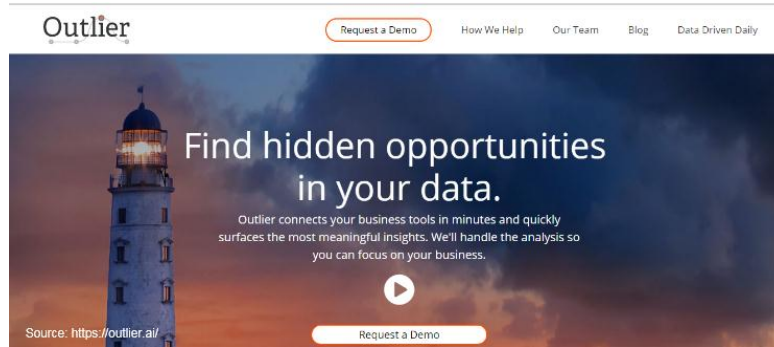 Outlier
Request a Demo
How We Help
Our Team
Blog
Data Driven Daily
Find hidden opportunities
in your data.
Outlier connects your business tools in minutes and quickly
surfaces the most meaningful insights. We'll handle the analysis so
you can focus on your business.
Source: https://outlier.ai/
Request a Demo